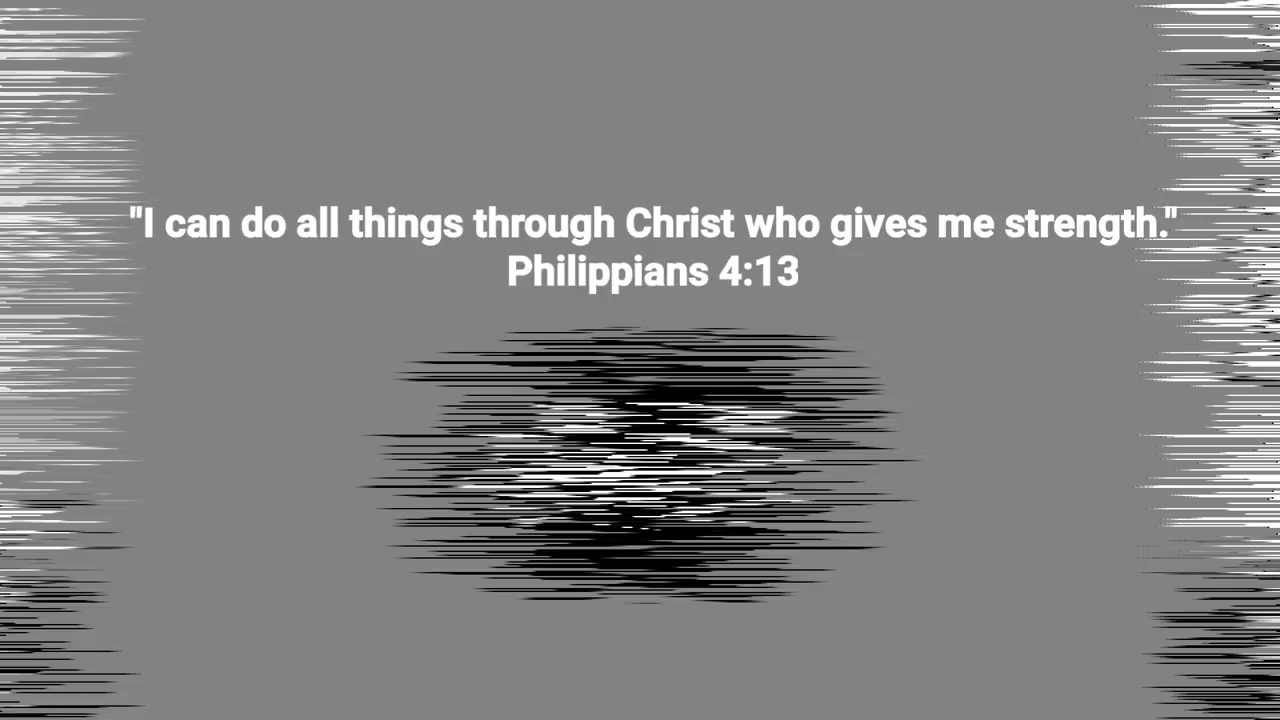 "I can do all things through Christ who gives me strength."
Philippians 4:13